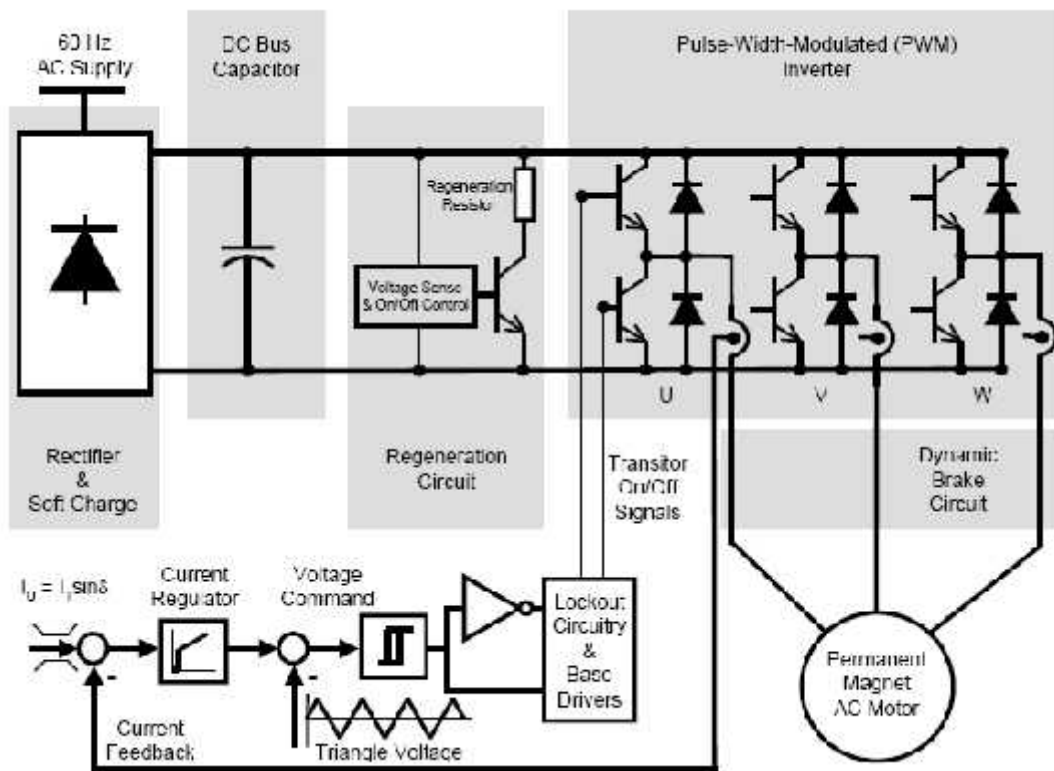 60 Hz
AC Supply
DC Bus
Capacitor
Pulse-Width-Modulated (PWM)
Inverter
Regeneration
Resistor
Voltage Sense
& On/Off Control
U
V
W
Rectifier
&
Soft Charge
Regeneration
Circuit
Transitor
On/Off
Signals
Dynamic
Brake
Circuit
Current
Regulator
Voltage
Command
Lockout
Circuitry
&
Base
Drivers
Permanent
Magnet
AC Motor
-
-
Current
Feedback
Triangle Voltage